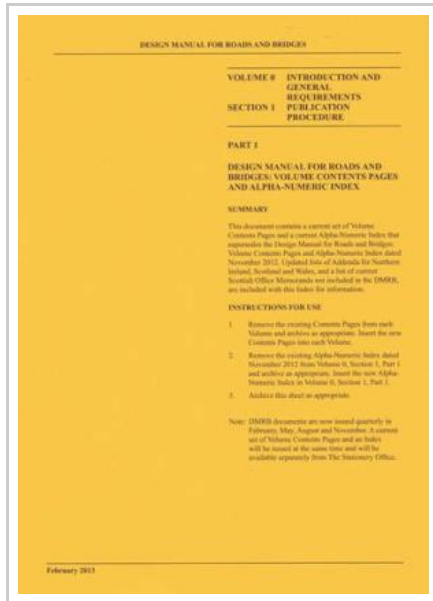 DESIGN MANUAL FOR ROADS AND BRIDGES
VOLUME 0 INTRODUCTION AND
GENERAL
REQUIREMENTS
SECTION 1 PUBLICATION
PROCEDURE
PART 1
DESIGN MANUAL FOR ROADS AND
BRIDGES: VOLUME CONTENTS PAGES
AND ALPHA-NUMERIC INDEX
SUMMARY
This document contains a current set of Volume
Contents Pages and a current Alpha-Numeric Index that
supersedes the Design Manual for Roads and Bridges:
Volume Contents Pages and Alpha-Numeric Index dated
November 2012. Updated lists of Addenda for Northern
Ireland, Scotland and Wales, and a list of current
Scottish Office Memoranda not included in the DMRB,
are included with this Index for information.
INSTRUCTIONS FOR USE
1. Remove the existing Contents Pages from each
Volume and archive as appropriate. Insert the new
Contents Pages into each Volume.
2. Remove the existing Alpha-Numeric Index dated
November 2012 from Volume 0, Section 1, Part 1
and archive as appropriate. Insert the new Alpha-
Numeric Index in Volume 0, Section 1, Part 1.
3. Archive this sheet as appropriate.
Note: DMRB documents are now issued quarterly in
February, May, August and November. A current
set of Volume Contents Pages and an Index
will be issued at the same time and will be
available separately from The Stationery Office.
February 2013